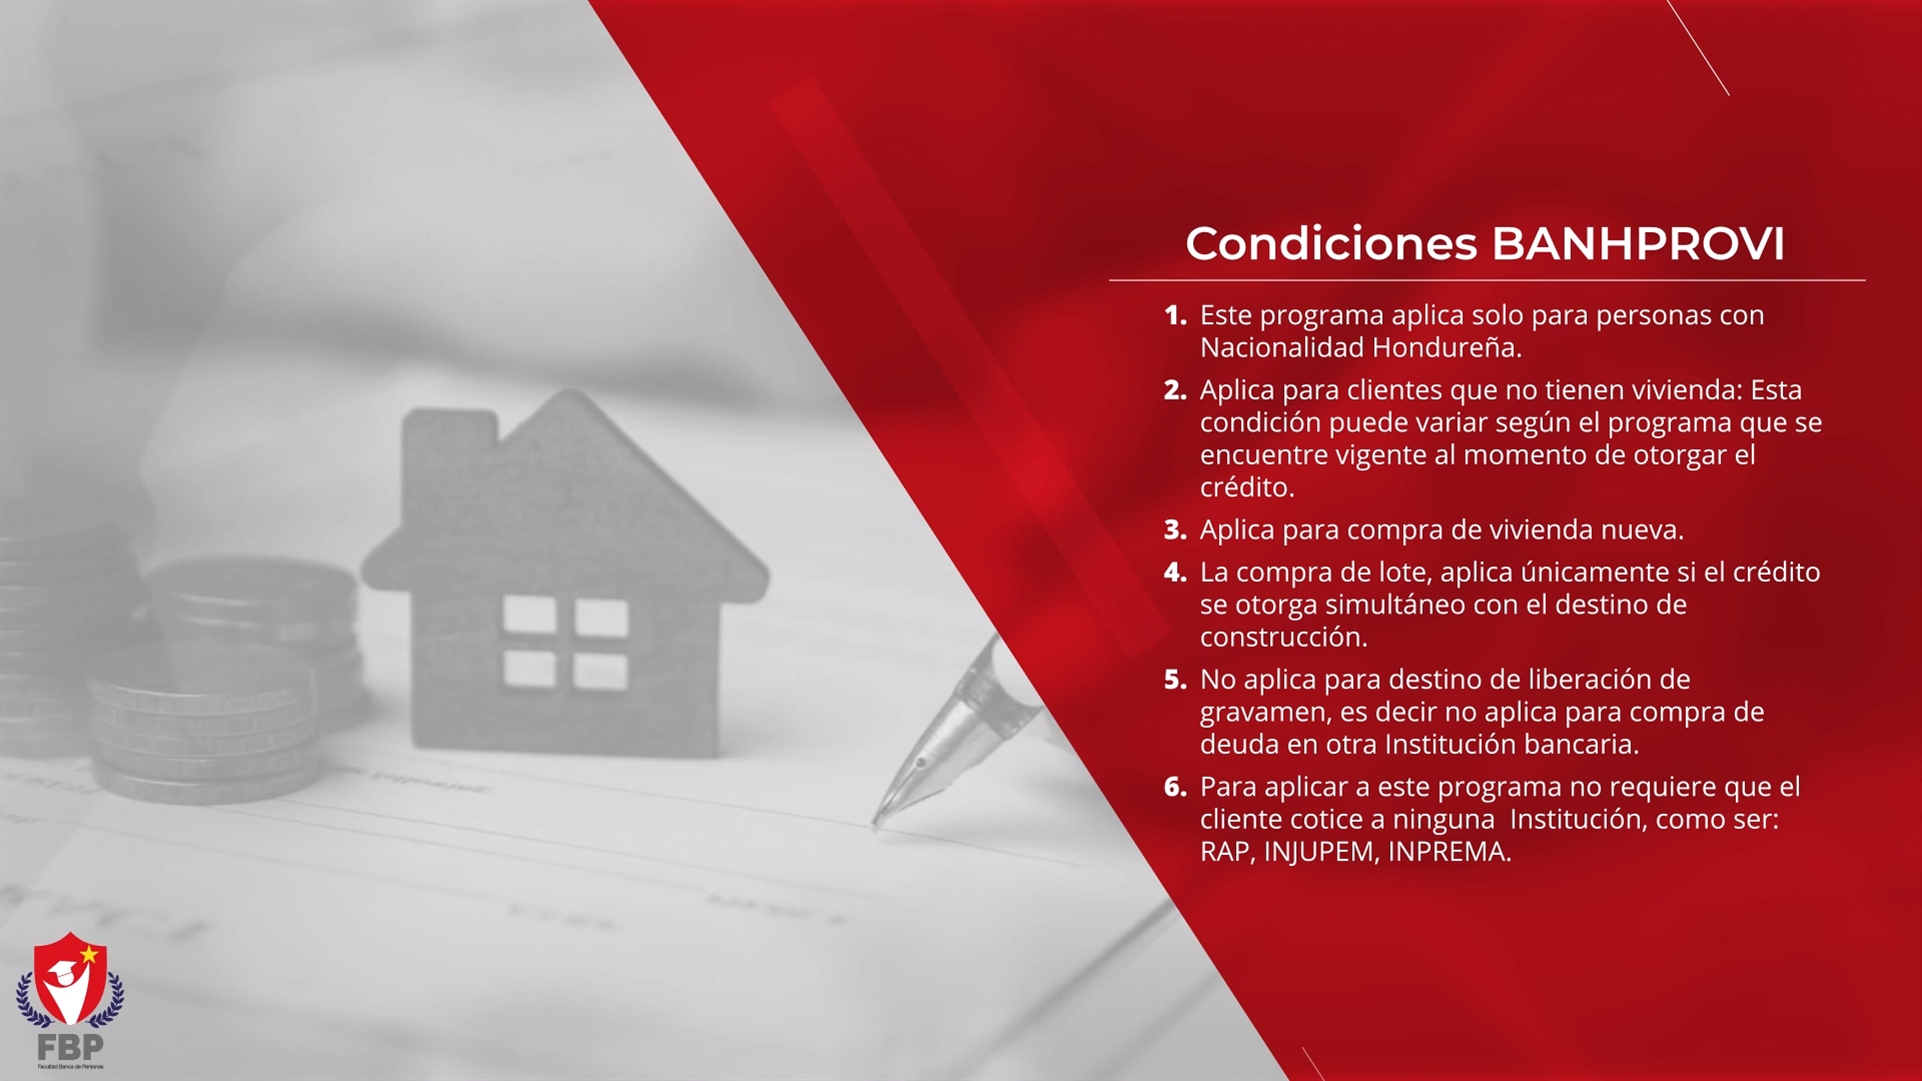 Condiciones BANHPROVI
1. Este programa aplica solo para personas con
Nacionalidad Hondureña.
2. Aplica para clientes que no tienen vivienda: Esta
condición puede variar según el programa que se
encuentre vigente al momento de otorgar el
crédito.
3. Aplica para compra de vivienda nueva.
4. La compra de lote, aplica únicamente si el crédito
se otorga simultáneo con el destino de
construcción.
5. No aplica para destino de liberación de
gravamen, es decir no aplica para compra de
deuda en otra Institución bancaria.
6. Para aplicar a este programa no requiere que el
cliente cotice a ninguna  Institución, como ser:
RAP, INJUPEM, INPREMA.
FBP
Facultad Banca de Personas